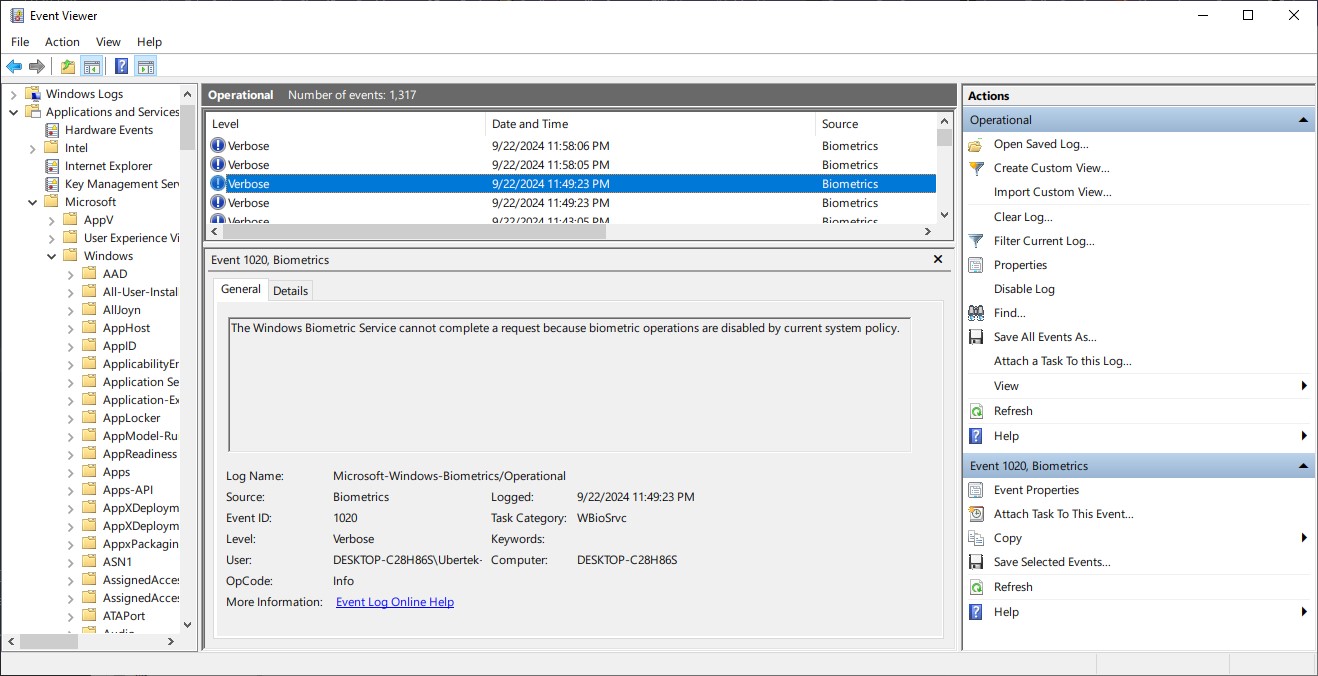 Event Viewer
File Action View Help
Windows Logs
Applications and Services
Hardware Events
Intel
Internet Explorer
Key Management Ser
Microsoft
AppV
User Experience Vi
Windows
AAD
All-User-Instal
AllJoyn
AppHost
AppID
ApplicabilityEn
Application Se
Application-Ex
AppLocker
AppModel-Ru
AppReadiness
Apps
Apps-API
AppXDeploym
AppXDeploym
AppxPackagin
ASN1
AssignedAcces
AssignedAcces
ATAPort
Audio
Operational Number of events: 1,317
Level Date and Time Source
Verbose 9/22/2024 11:58:06 PM Biometrics
Verbose 9/22/2024 11:58:05 PM Biometrics
Verbose 9/22/2024 11:49:23 PM Biometrics
Verbose 9/22/2024 11:49:23 PM Biometrics
Verbose 9/22/2024 11:43:05 PM Biometrics
Event 1020, Biometrics
General Details
The Windows Biometric Service cannot complete a request because biometric operations are disabled by current system policy.
Log Name: Microsoft-Windows-Biometrics/Operational
Source: Biometrics Logged: 9/22/2024 11:49:23 PM
Event ID: 1020 Task Category: WBioSrvc
Level: Verbose Keywords:
User: DESKTOP-C28H86S\Ubertek- Computer: DESKTOP-C28H86S
OpCode: Info
More Information: Event Log Online Help
Actions
Operational
Open Saved Log...
Create Custom View...
Import Custom View...
Clear Log...
Filter Current Log...
Properties
Disable Log
Find...
Save All Events As...
Attach a Task To this Log...
View
Refresh
Help
Event 1020, Biometrics
Event Properties
Attach Task To This Event...
Copy
Save Selected Events...
Refresh
Help